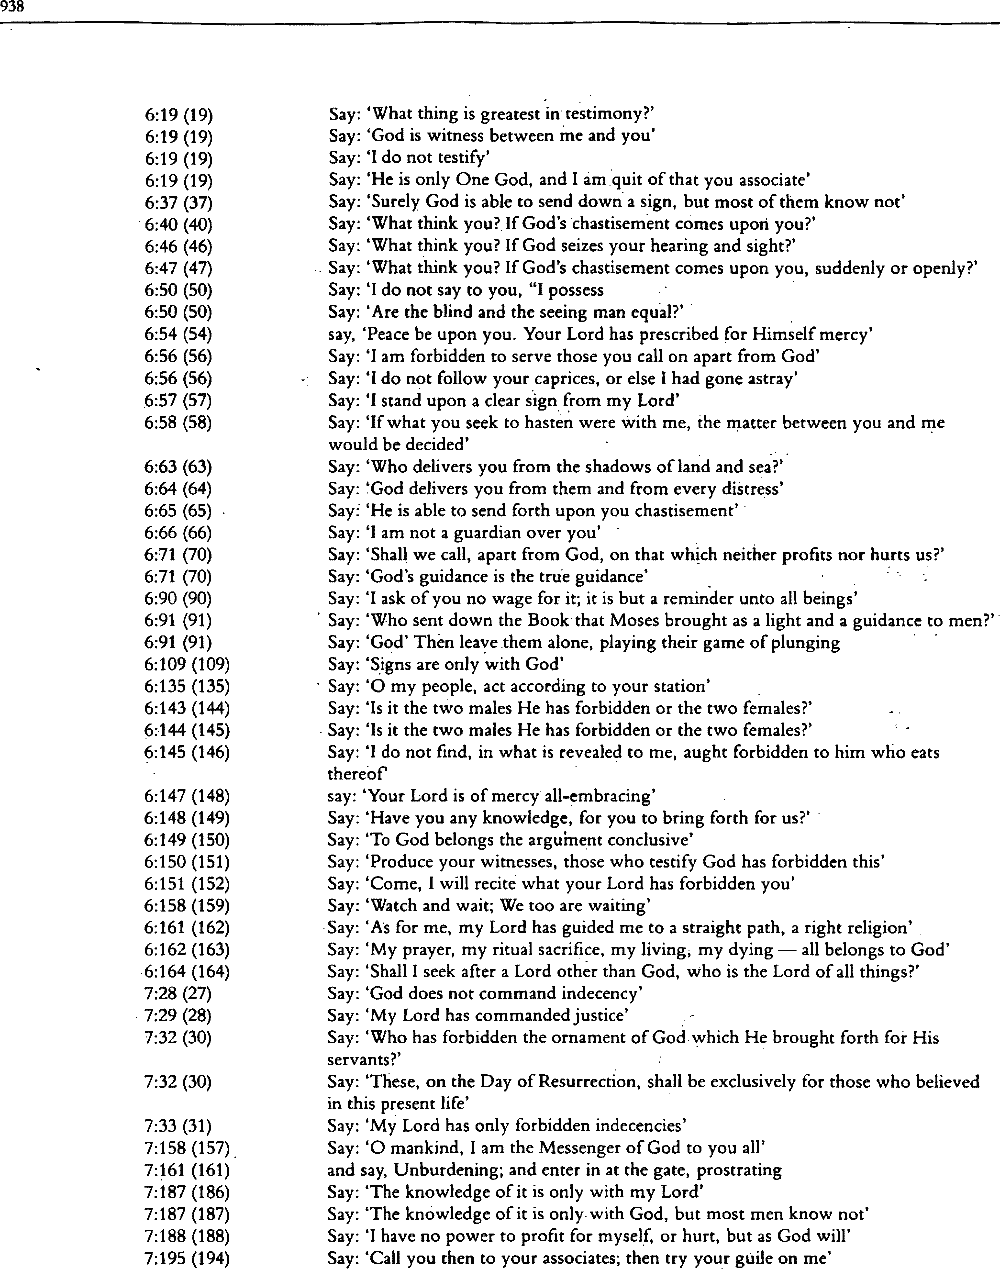 938
6:19 (19) Say: ‘What thing is greatest in testimony?’
6:19 (19) Say: ‘God is witness between me and you’
6:19 (19) Say: ‘I do not testify’
6:19 (19) Say: ‘He is only One God, and I am quit of that you associate’
6:37 (37) Say: ‘Surely God is able to send down a sign, but most of them know not’
6:40 (40) Say: ‘What think you? If God's chastisement comes upon you?’
6:46 (46) Say: ‘What think you? If God seizes your hearing and sight?’
6:47 (47) Say: ‘What think you? If God's chastisement comes upon you, suddenly or openly?’
6:50 (50) Say: ‘I do not say to you, “I possess
6:50 (50) Say: ‘Are the blind and the seeing man equal?’
6:54 (54) say, ‘Peace be upon you. Your Lord has prescribed for Himself mercy’
6:56 (56) Say: ‘I am forbidden to serve those you call on apart from God’
6:56 (56) Say: ‘I do not follow your caprices, or else I had gone astray’
6:57 (57) Say: ‘I stand upon a clear sign from my Lord’
6:58 (58) Say: ‘If what you seek to hasten were with me, the matter between you and me
would be decided’
6:63 (63) Say: ‘Who delivers you from the shadows of land and sea?’
6:64 (64) Say: ‘God delivers you from them and from every distress’
6:65 (65) Say: ‘He is able to send forth upon you chastisement’
6:66 (66) Say: ‘I am not a guardian over you’
6:71 (70) Say: ‘Shall we call, apart from God, on that which neither profits nor hurts us?’
6:71 (70) Say: ‘God's guidance is the true guidance’
6:90 (90) Say: ‘I ask of you no wage for it; it is but a reminder unto all beings’
6:91 (91) Say: ‘Who sent down the Book that Moses brought as a light and a guidance to men?’
6:91 (91) Say: ‘God’ Then leave them alone, playing their game of plunging
6:109 (109) Say: ‘Signs are only with God’
6:135 (135) Say: ‘O my people, act according to your station’
6:143 (144) Say: ‘Is it the two males He has forbidden or the two females?’
6:144 (145) Say: ‘Is it the two males He has forbidden or the two females?’
6:145 (146) Say: ‘I do not find, in what is revealed to me, aught forbidden to him who eats
thereof’
6:147 (148) say: ‘Your Lord is of mercy all-embracing’
6:148 (149) Say: ‘Have you any knowledge, for you to bring forth for us?’
6:149 (150) Say: ‘To God belongs the argument conclusive’
6:150 (151) Say: ‘Produce your witnesses, those who testify God has forbidden this’
6:151 (152) Say: ‘Come, I will recite what your Lord has forbidden you’
6:158 (159) Say: ‘Watch and wait; We too are waiting’
6:161 (162) Say: ‘As for me, my Lord has guided me to a straight path, a right religion’
6:162 (163) Say: ‘My prayer, my ritual sacrifice, my living, my dying — all belongs to God’
6:164 (164) Say: ‘Shall I seek after a Lord other than God, who is the Lord of all things?’
7:28 (27) Say: ‘God does not command indecency’
7:29 (28) Say: ‘My Lord has commanded justice’
7:32 (30) Say: ‘Who has forbidden the ornament of God which He brought forth for His
servants?’
7:32 (30) Say: ‘These, on the Day of Resurrection, shall be exclusively for those who believed
in this present life’
7:33 (31) Say: ‘My Lord has only forbidden indecencies’
7:158 (157) Say: ‘O mankind, I am the Messenger of God to you all’
7:161 (161) and say, Unburdening; and enter in at the gate, prostrating
7:187 (186) Say: ‘The knowledge of it is only with my Lord’
7:187 (187) Say: ‘The knowledge of it is only with God, but most men know not’
7:188 (188) Say: ‘I have no power to profit for myself, or hurt, but as God will’
7:195 (194) Say: ‘Call you then to your associates; then try your guile on me’